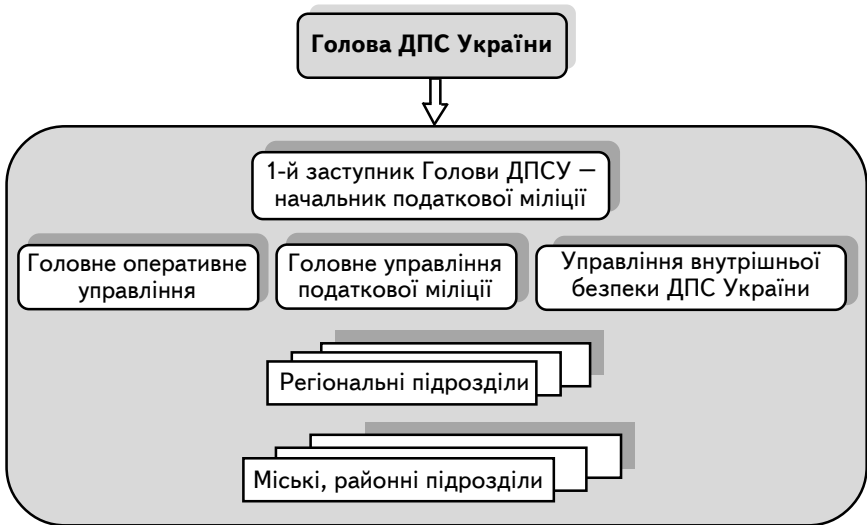 Голова ДПС України
1-й заступник Голови ДПСУ –
начальник податкової міліції
Головне оперативне
управління
Головне управління
податкової міліції
Управління внутрішньої
безпеки ДПС України
Регіональні підрозділи
Міські, районні підрозділи